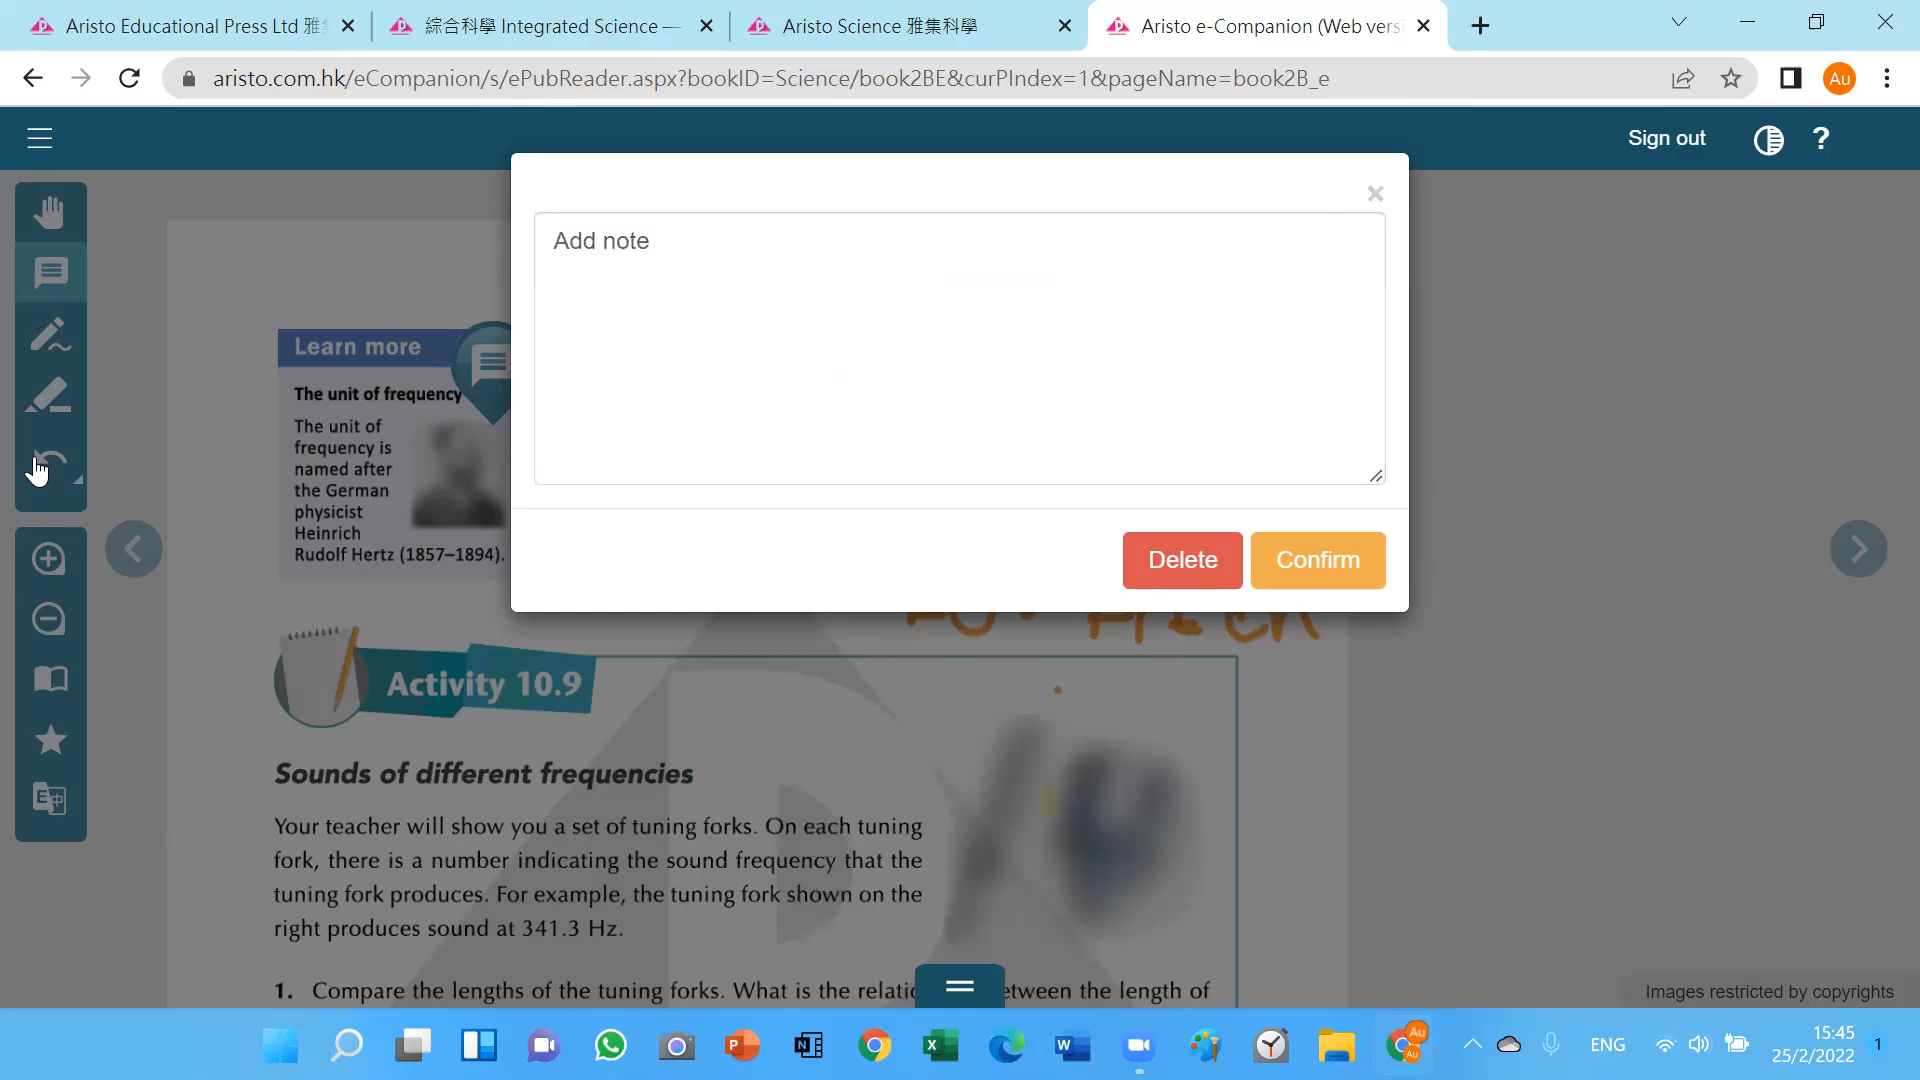 Aristo Educational Press Ltd 雅集
綜合科學 Integrated Science —
Aristo Science 雅集科學
Aristo e-Companion (Web versi
aristo.com.hk/eCompanion/s/ePubReader.aspx?bookID=Science/book2BE&curPIndex=1&pageName=book2B_e
Au
Sign out
?
Add note
Delete
Confirm
Learn more
The unit of frequency
The unit of
frequency is
named after
the German
physicist
Heinrich
Rudolf Hertz (1857–1894).
Activity 10.9
Sounds of different frequencies
Your teacher will show you a set of tuning forks. On each tuning
fork, there is a number indicating the sound frequency that the
tuning fork produces. For example, the tuning fork shown on the
right produces sound at 341.3 Hz.
1. Compare the lengths of the tuning forks. What is the between the length of
Images restricted by copyrights
ENG
15:45
25/2/2022
1